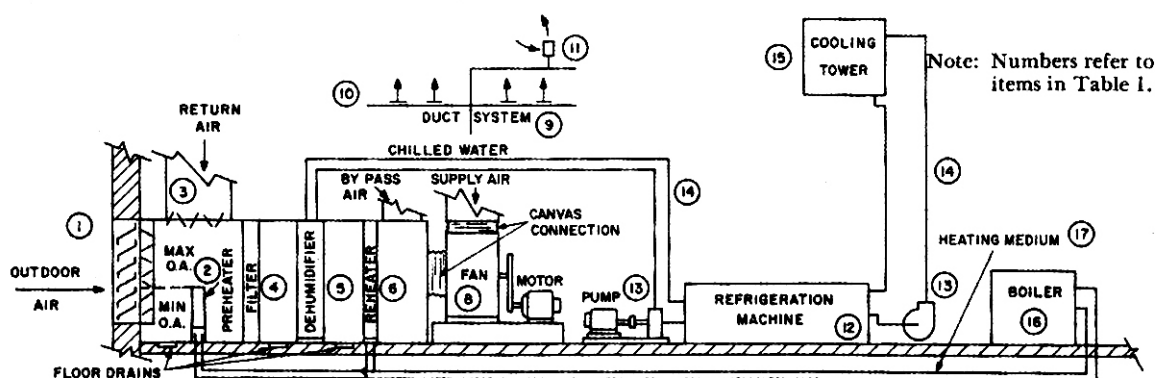 11
15
COOLING
TOWER
Note: Numbers refer to
items in Table 1.
10
RETURN
AIR
DUCT SYSTEM 9
CHILLED WATER
3
BY PASS
AIR
SUPPLY AIR
14
14
1
CANVAS
CONNECTION
HEATING MEDIUM 17
OUTDOOR
AIR
MAX
O.A.
2
MIN
O.A.
PREHEATER
FILTER
4
DEHUMIDIFIER
5
REHEATER
6
FAN
8
MOTOR
PUMP
13
REFRIGERATION
MACHINE
12
13
BOILER
16
FLOOR DRAINS